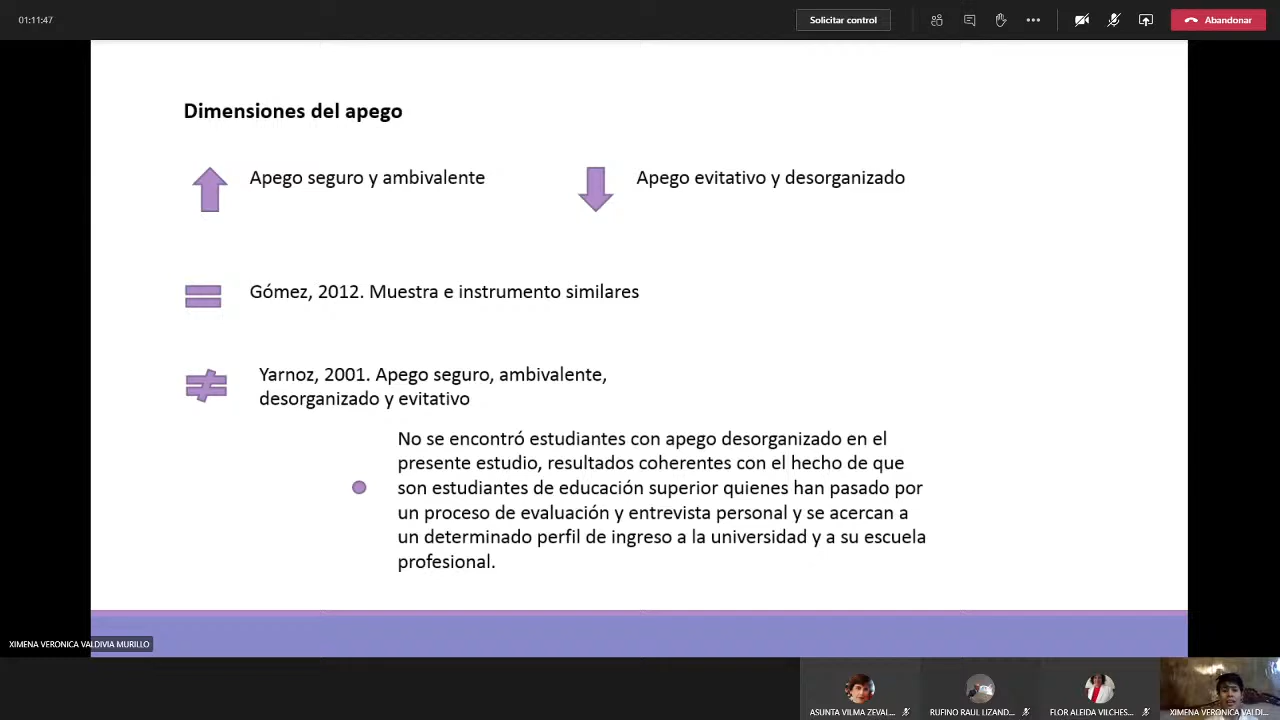 01:11:47
Solicitar control
Abandonar
Dimensiones del apego
Apego seguro y ambivalente
Apego evitativo y desorganizado
Gómez, 2012. Muestra e instrumento similares
Yarnoz, 2001. Apego seguro, ambivalente,
desorganizado y evitativo
No se encontró estudiantes con apego desorganizado en el
presente estudio, resultados coherentes con el hecho de que
son estudiantes de educación superior quienes han pasado por
un proceso de evaluación y entrevista personal y se acercan a
un determinado perfil de ingreso a la universidad y a su escuela
profesional.
XIMENA VERONICA VALDIVIA MURILLO
ASUNTA VILMA ZEVAL...
RUFINO RAUL LIZAND...
FLOR ALEIDA VILCHES...
XIMENA VERONICA VALDI...